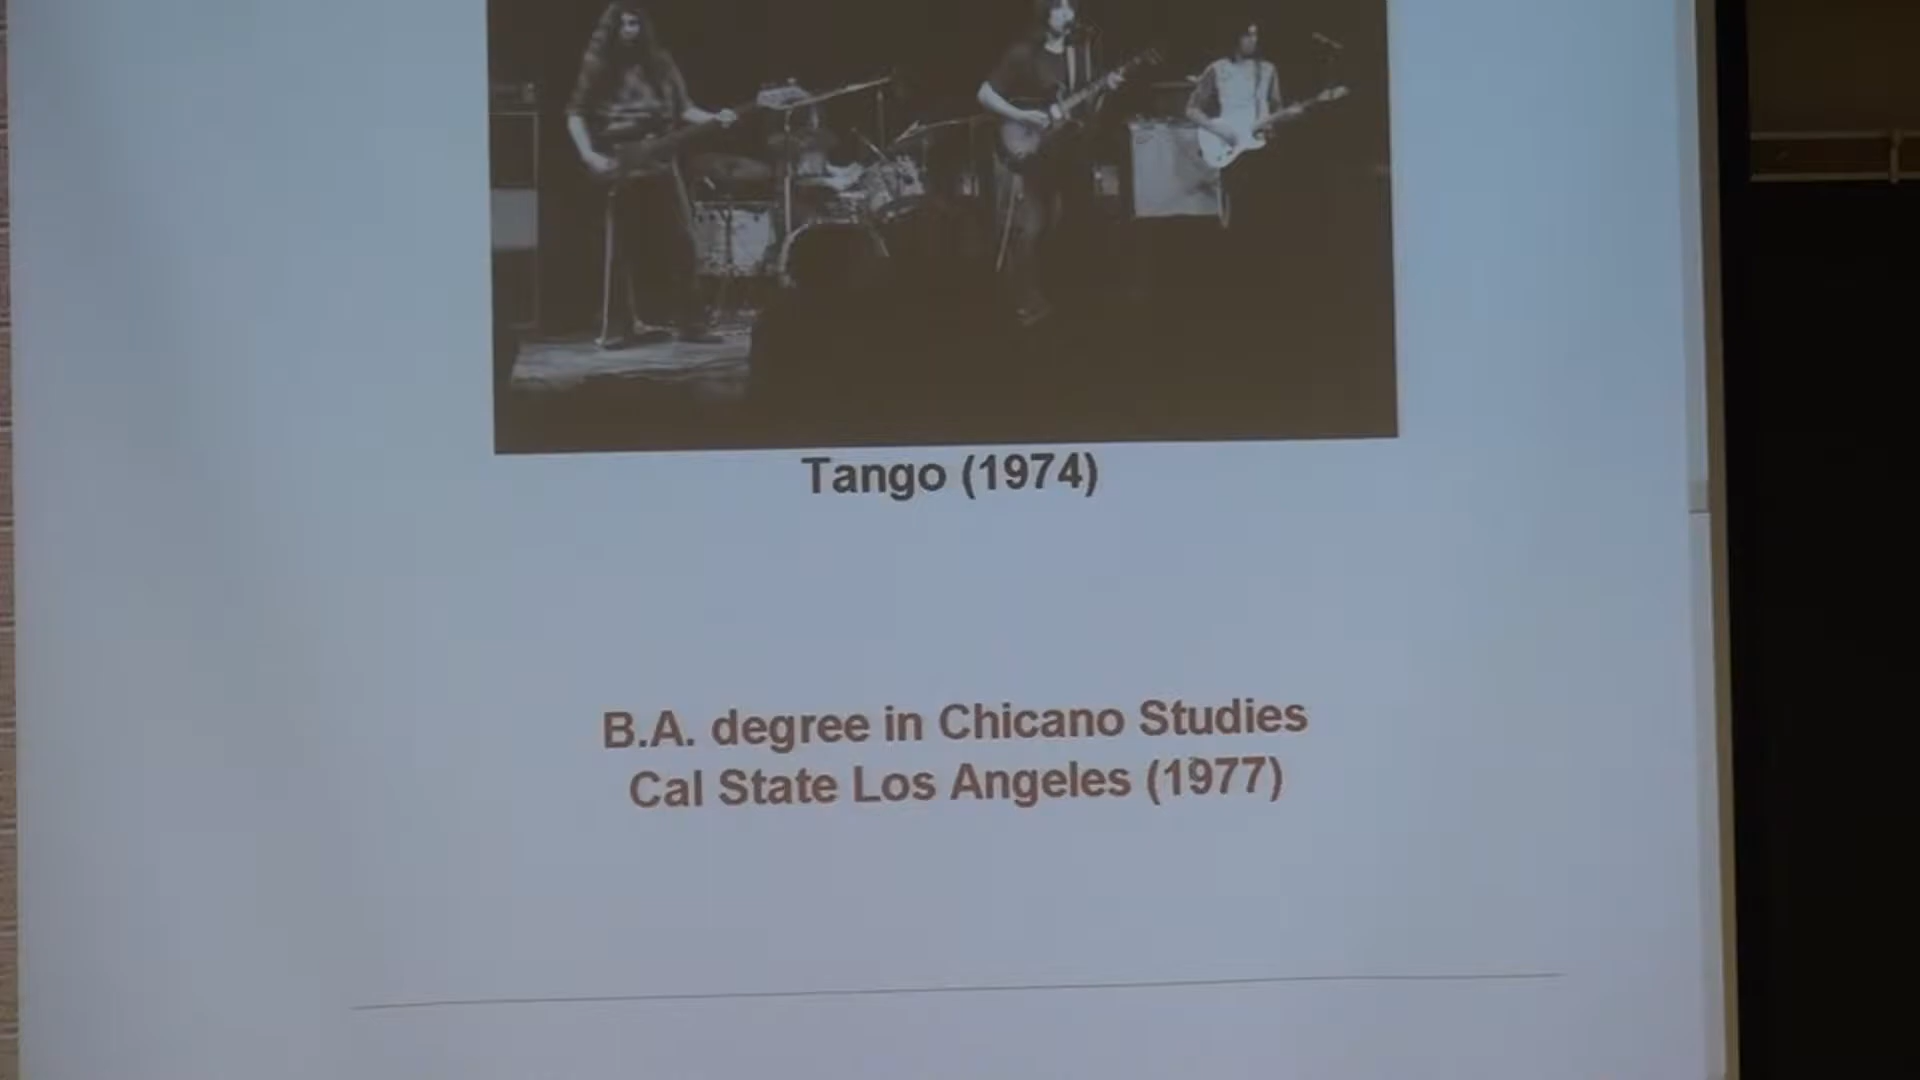 Tango (1974)
B.A. degree in Chicano Studies
Cal State Los Angeles (1977)